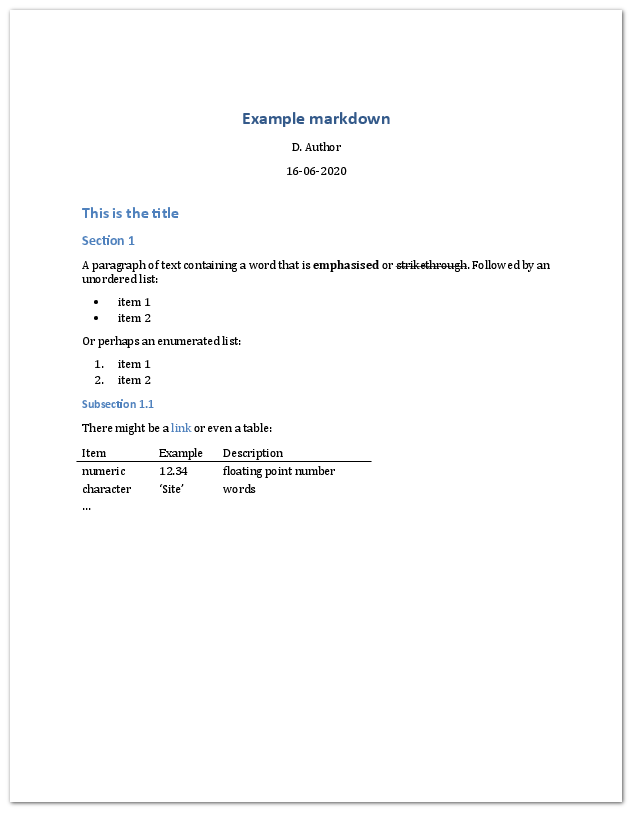 Example markdown
D. Author
16-06-2020
This is the title
Section 1
A paragraph of text containing a word that is emphasised or strikethrough. Followed by an
unordered list:
• item 1
• item 2
Or perhaps an enumerated list:
1. item 1
2. item 2
Subsection 1.1
There might be a link or even a table:
Item Example Description
numeric 12.34 floating point number
character ‘Site’ words
…